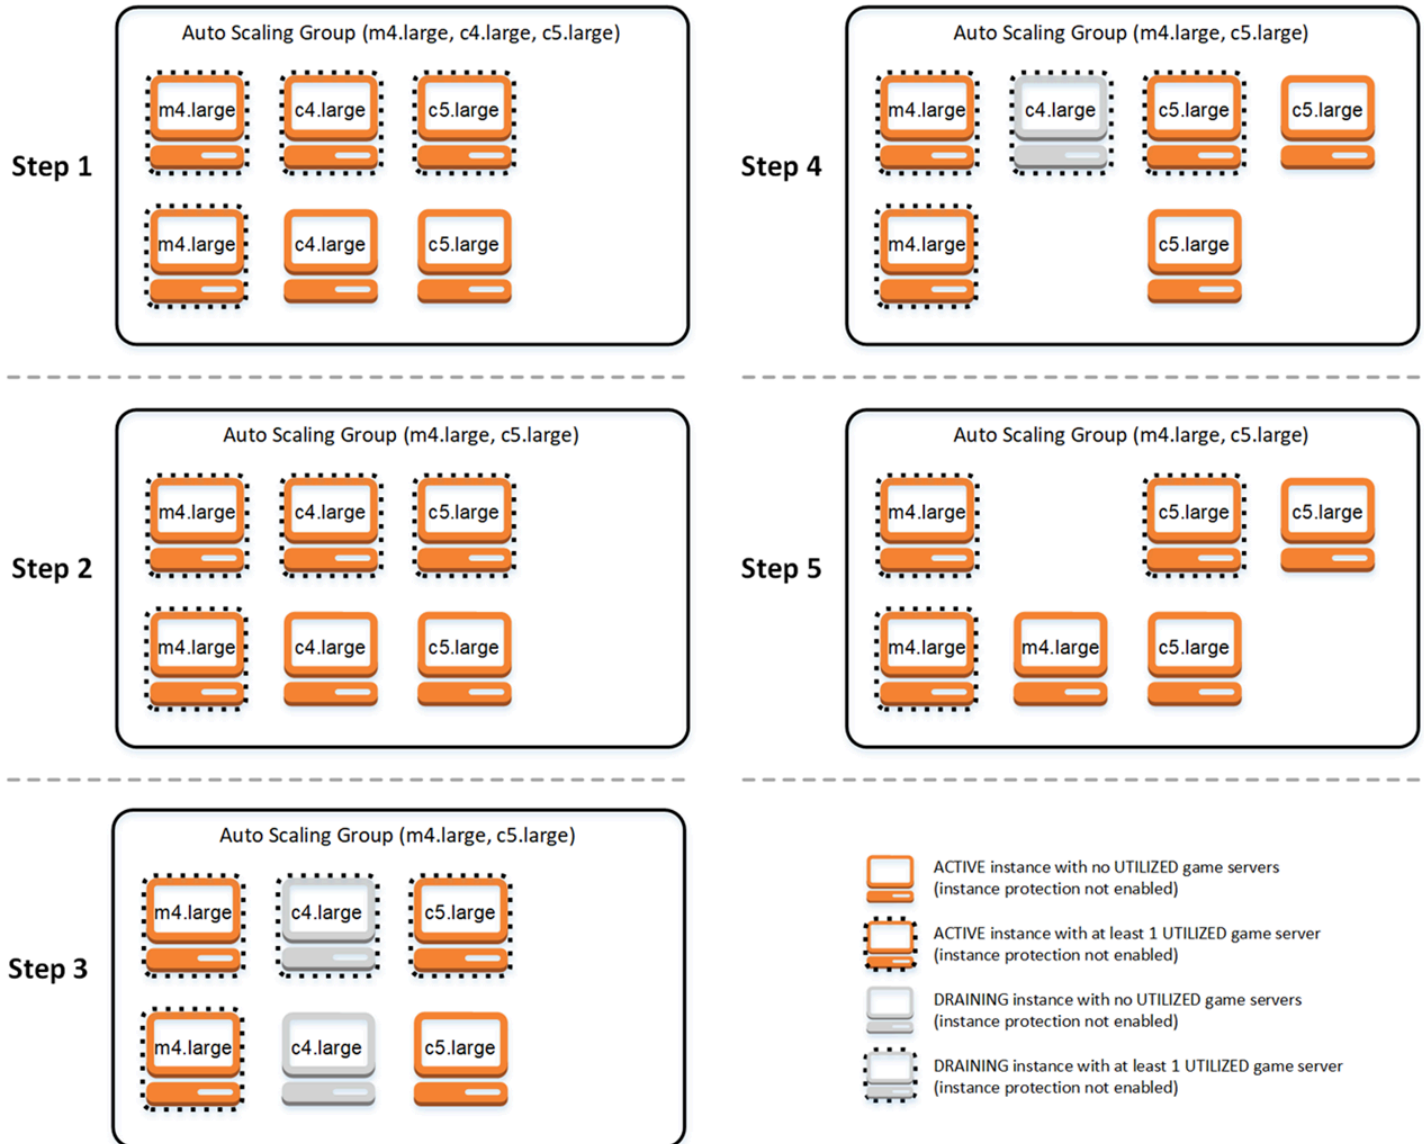 Step 1
Auto Scaling Group (m4.large, c4.large, c5.large)
m4.large
c4.large
c5.large
m4.large
c4.large
c5.large
Step 2
Auto Scaling Group (m4.large, c5.large)
m4.large
c4.large
c5.large
m4.large
c4.large
c5.large
Step 3
Auto Scaling Group (m4.large, c5.large)
m4.large
c4.large
c5.large
m4.large
c4.large
c5.large
Step 4
Auto Scaling Group (m4.large, c5.large)
m4.large
c4.large
c5.large
c5.large
m4.large
c5.large
Step 5
Auto Scaling Group (m4.large, c5.large)
m4.large
c5.large
c5.large
m4.large
m4.large
c5.large
ACTIVE instance with no UTILIZED game servers
(instance protection not enabled)
ACTIVE instance with at least 1 UTILIZED game server
(instance protection not enabled)
DRAINING instance with no UTILIZED game servers
(instance protection not enabled)
DRAINING instance with at least 1 UTILIZED game server
(instance protection not enabled)